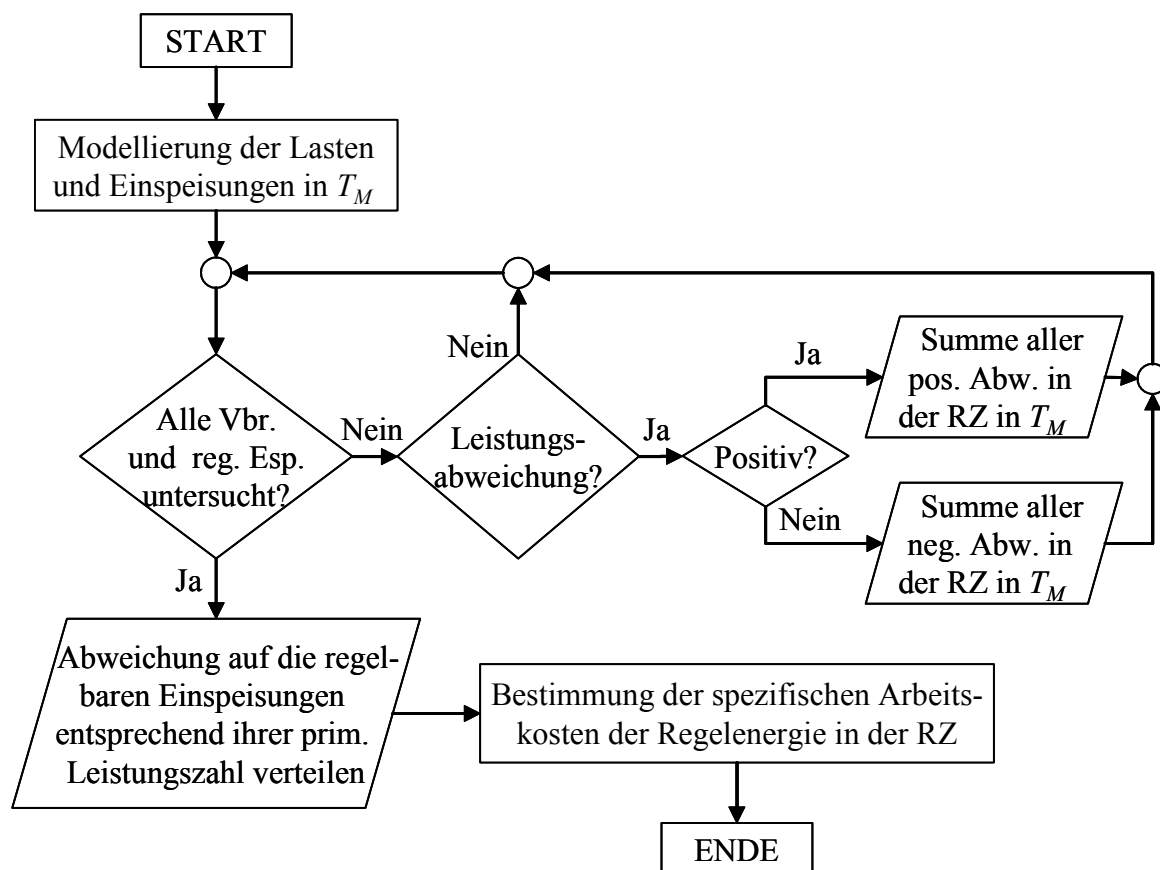 START
Modellierung der Lasten
und Einspeisungen in T_M
Nein
Ja
Summe aller
pos. Abw. in
der RZ in T_M
Alle Vbr.
und reg. Esp.
untersucht?
Nein
Leistungs-
abweichung?
Ja
Positiv?
Nein
Summe aller
neg. Abw. in
der RZ in T_M
Ja
Abweichung auf die regel-
baren Einspeisungen
entsprechend ihrer prim.
Leistungszahl verteilen
Bestimmung der spezifischen Arbeits-
kosten der Regelenergie in der RZ
ENDE